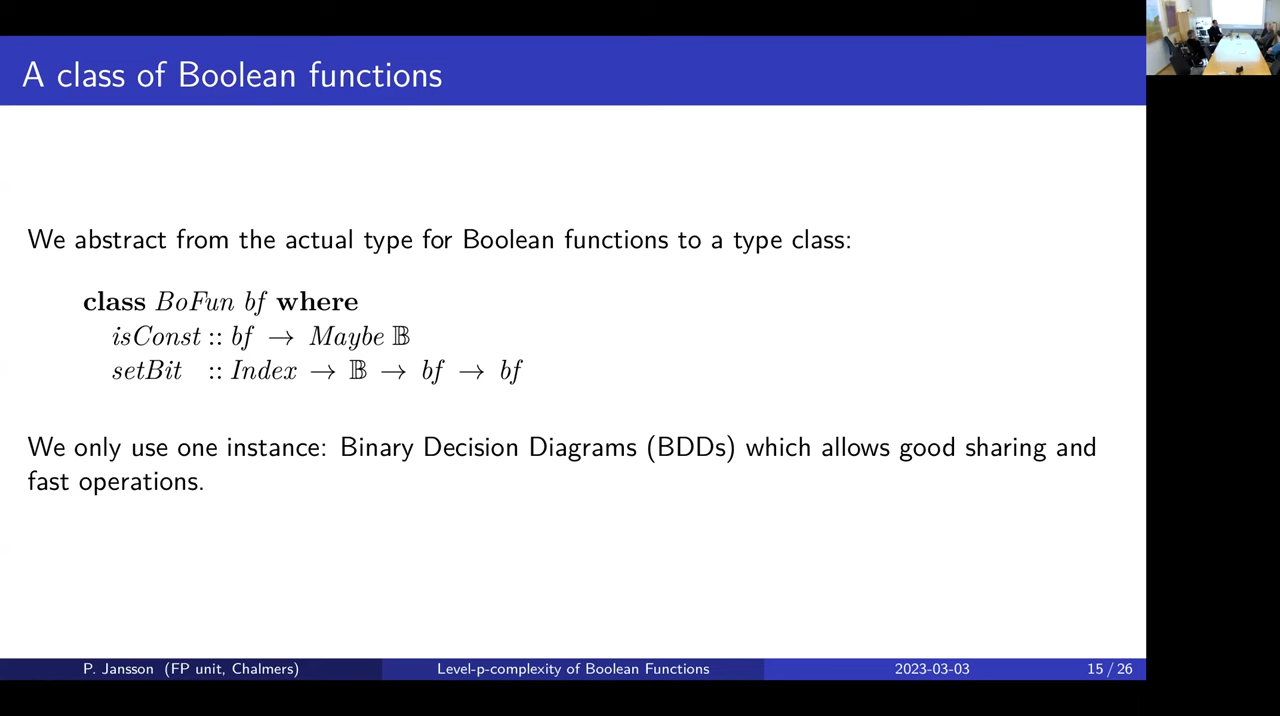 A class of Boolean functions
We abstract from the actual type for Boolean functions to a type class:
class BoFun bf where
isConst :: bf → Maybe 𝔹
setBit :: Index → 𝔹 → bf → bf
We only use one instance: Binary Decision Diagrams (BDDs) which allows good sharing and
fast operations.
P. Jansson (FP unit, Chalmers) Level-p-complexity of Boolean Functions 2023-03-03 15 / 26